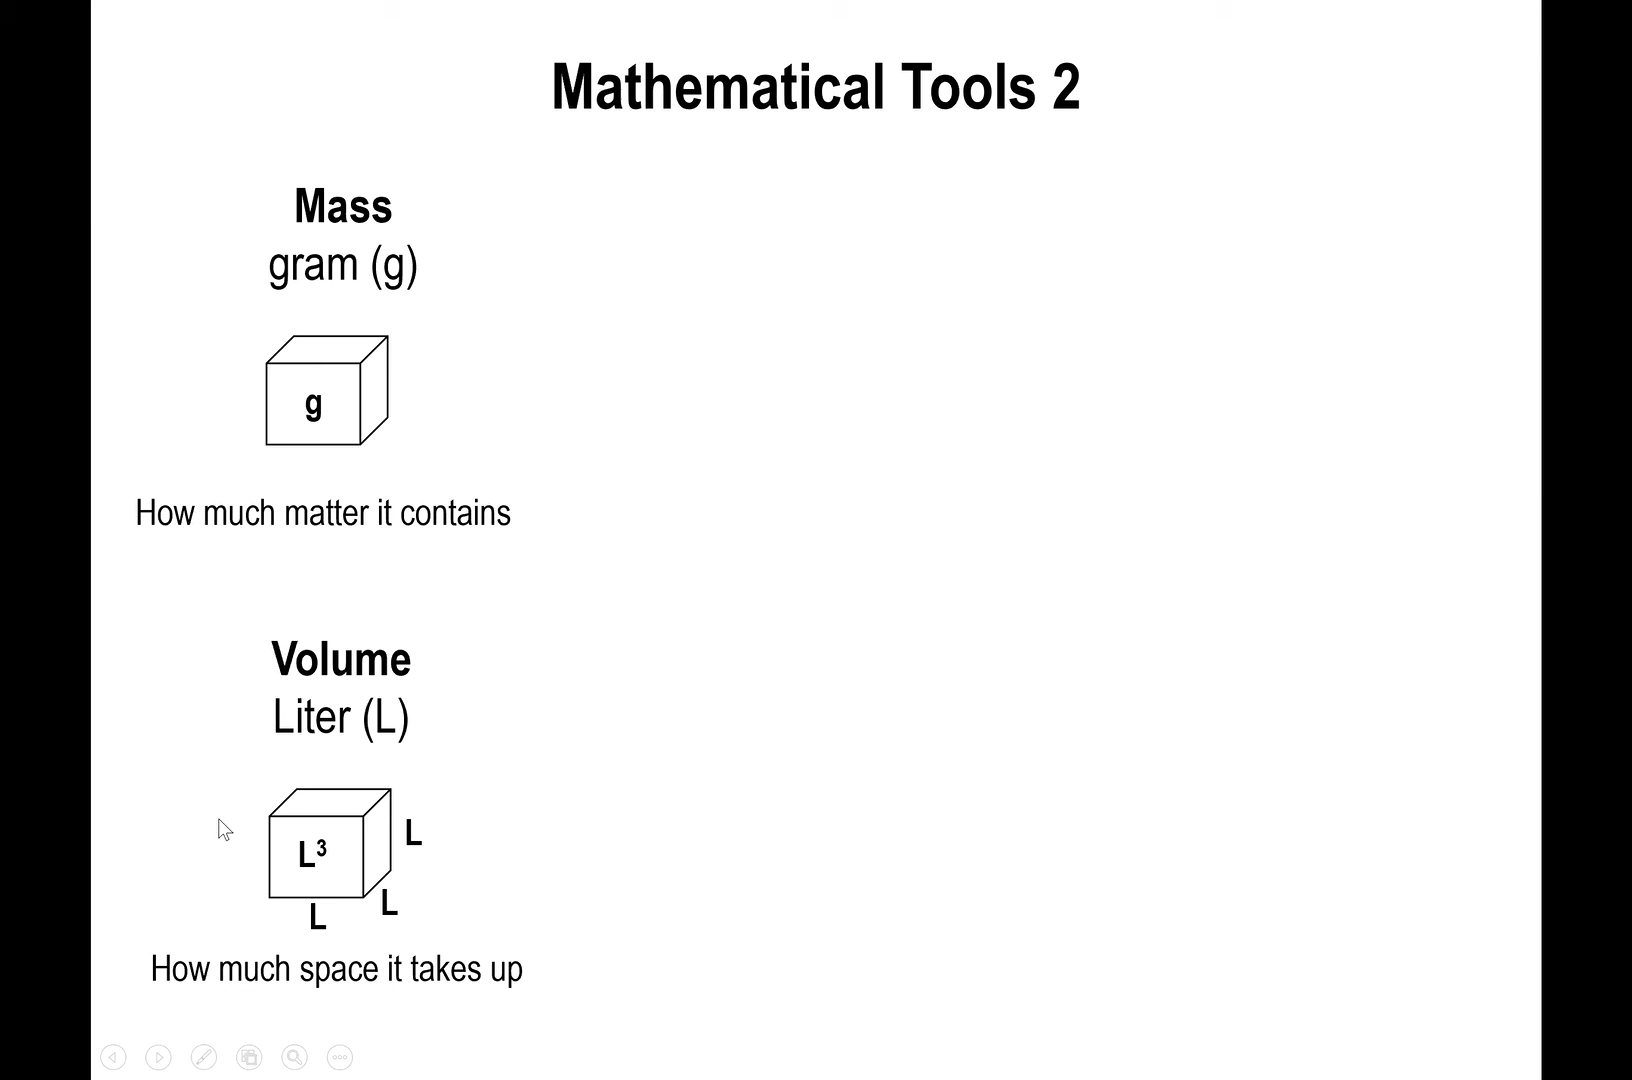 Mathematical Tools 2
Mass
gram (g)
g
How much matter it contains
Volume
Liter (L)
L³
L
L
L
How much space it takes up